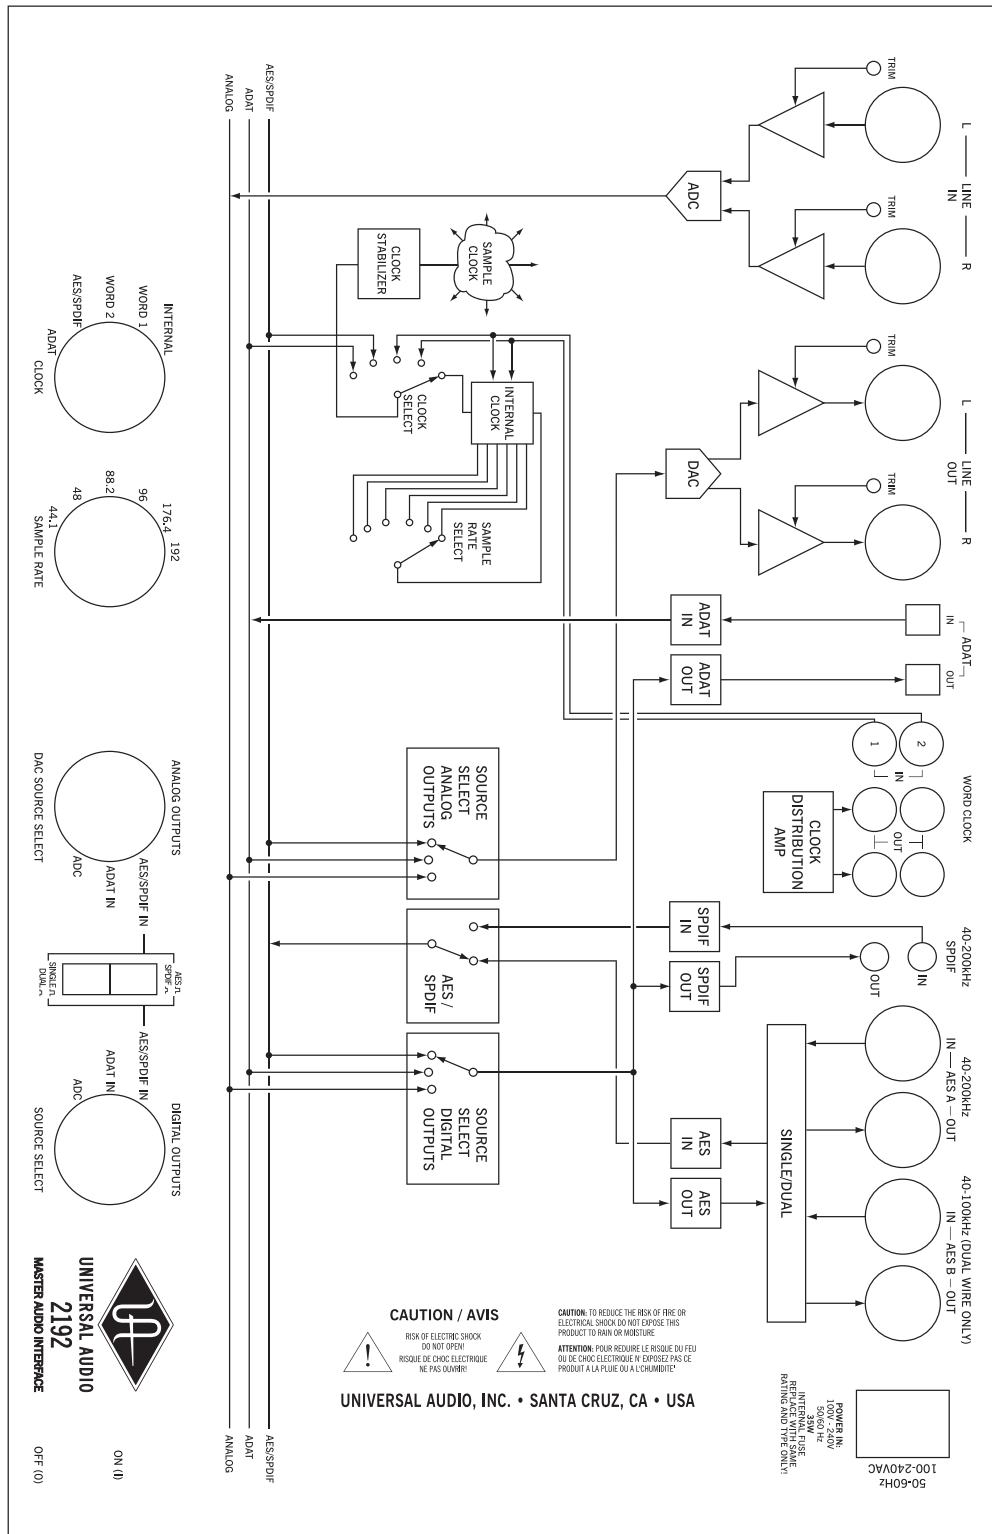 L — LINE IN — R
TRIM
TRIM
ADC
L — LINE OUT — R
TRIM
TRIM
DAC
ADAT
IN
OUT
ADAT IN
ADAT OUT
WORD CLOCK
2
1
IN
OUT
CLOCK DISTRIBUTION AMP
40-200kHz
SPDIF
IN
OUT
SPDIF IN
SPDIF OUT
40-200kHz
IN — AES A — OUT
40-100kHz (DUAL WIRE ONLY)
IN — AES B — OUT
SINGLE/DUAL
AES IN
AES OUT
50-60Hz
100-240VAC
POWER IN:
100V - 240V
50/60 Hz
35W
INTERNAL FUSE
REPLACE WITH SAME
RATING AND TYPE ONLY!
SAMPLE CLOCK
CLOCK STABILIZER
INTERNAL CLOCK
CLOCK SELECT
SAMPLE RATE SELECT
SOURCE SELECT ANALOG OUTPUTS
AES / SPDIF
SOURCE SELECT DIGITAL OUTPUTS
CAUTION / AVIS
RISK OF ELECTRIC SHOCK
DO NOT OPEN!
RISQUE DE CHOC ELECTRIQUE
NE PAS OUVRIR!
CAUTION: TO REDUCE THE RISK OF FIRE OR
ELECTRICAL SHOCK DO NOT EXPOSE THIS
PRODUCT TO RAIN OR MOISTURE
ATTENTION: POUR REDUIRE LE RISQUE DU FEU
OU DE CHOC ELECTRIQUE N' EXPOSEZ PAS CE
PRODUIT A LA PLUIE OU A L'CHUMIDITE'
UNIVERSAL AUDIO, INC. • SANTA CRUZ, CA • USA
AES/SPDIF
ADAT
ANALOG
AES/SPDIF
ADAT
ANALOG
INTERNAL
WORD 1
WORD 2
AES/SPDIF
ADAT
CLOCK
192
176.4
96
88.2
48
44.1
SAMPLE RATE
ANALOG OUTPUTS
AES/SPDIF IN
ADAT IN
ADC
DAC SOURCE SELECT
AES
SPDIF
SINGLE
DUAL
DIGITAL OUTPUTS
AES/SPDIF IN
ADAT IN
ADC
SOURCE SELECT
UA
UNIVERSAL AUDIO
2192
MASTER AUDIO INTERFACE
ON (I)
OFF (O)